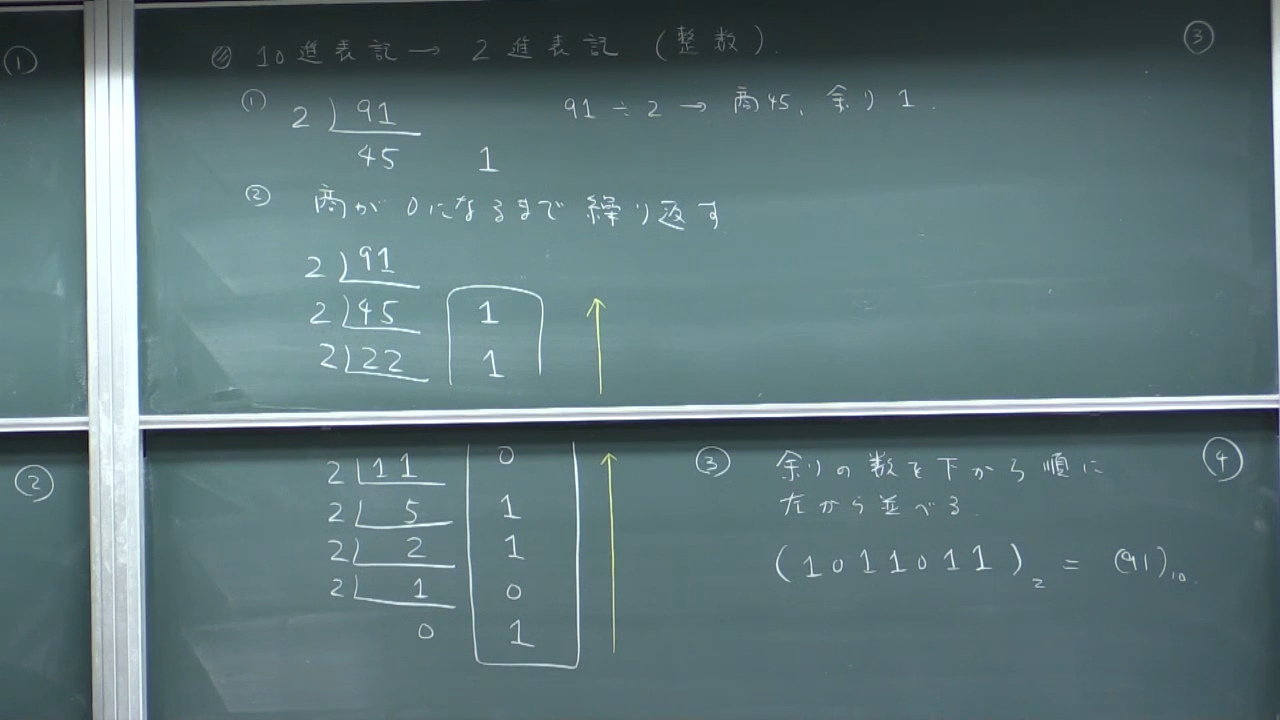 ①
10進表記 → 2進表記 (整数).
③
① 2)91 91 ÷ 2 → 商45, 余り 1.
45 1
② 商が 0になるまで 繰り返す
2)91
2)45 1
2)22 1
②
2)11 0
2)5 1
2)2 1
2)1 0
0 1
③ 余りの数を下から順に
左から並べる.
(1011011)₂ = (91)₁₀.
④